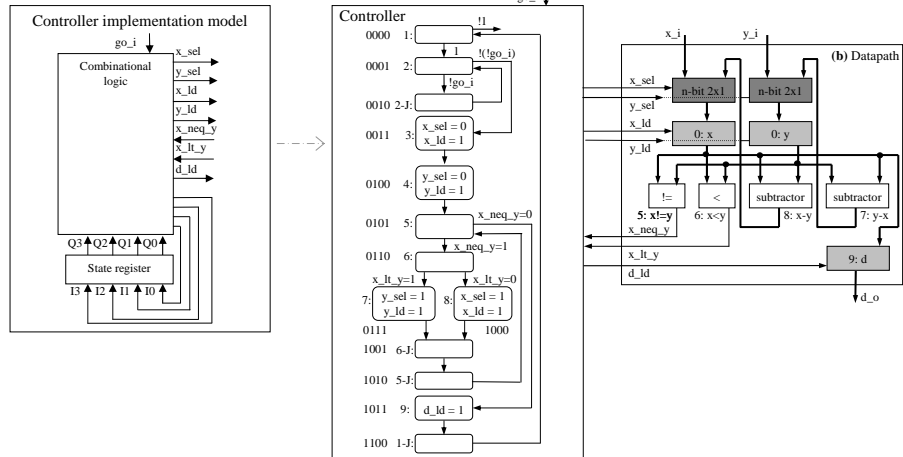 Controller implementation model
go_i
Combinational
logic
x_sel
y_sel
x_ld
y_ld
x_neq_y
x_lt_y
d_ld
Q3 Q2 Q1 Q0
State register
I3 I2 I1 I0
Controller
!1
0000 1:
1
!(!go_i)
0001 2:
!go_i
0010 2-J:
0011 3:
x_sel = 0
x_ld = 1
0100 4:
y_sel = 0
y_ld = 1
x_neq_y=0
0101 5:
x_neq_y=1
0110 6:
x_lt_y=1 x_lt_y=0
7: y_sel = 1
y_ld = 1
8: x_sel = 1
x_ld = 1
0111 1000
1001 6-J:
1010 5-J:
1011 9: d_ld = 1
1100 1-J:
x_i y_i
(b) Datapath
x_sel
y_sel
n-bit 2x1 n-bit 2x1
x_ld
y_ld
0: x 0: y
!= < subtractor subtractor
5: x!=y 6: x<y 8: x-y 7: y-x
x_neq_y
x_lt_y
d_ld
9: d
d_o